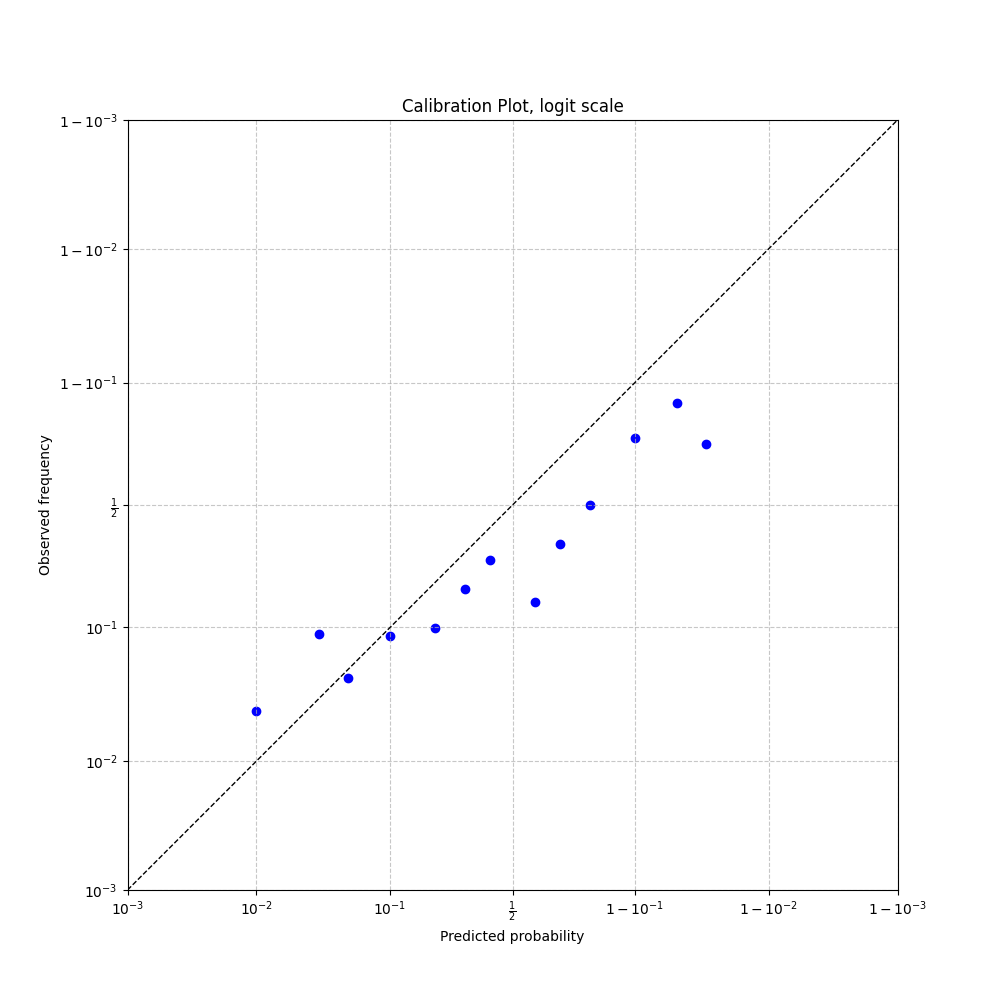 Calibration Plot, logit scale
1 − 10⁻³
1 − 10⁻²
1 − 10⁻¹
½
10⁻¹
10⁻²
10⁻³
Observed frequency
10⁻³ 10⁻² 10⁻¹ ½ 1 − 10⁻¹ 1 − 10⁻² 1 − 10⁻³
Predicted probability